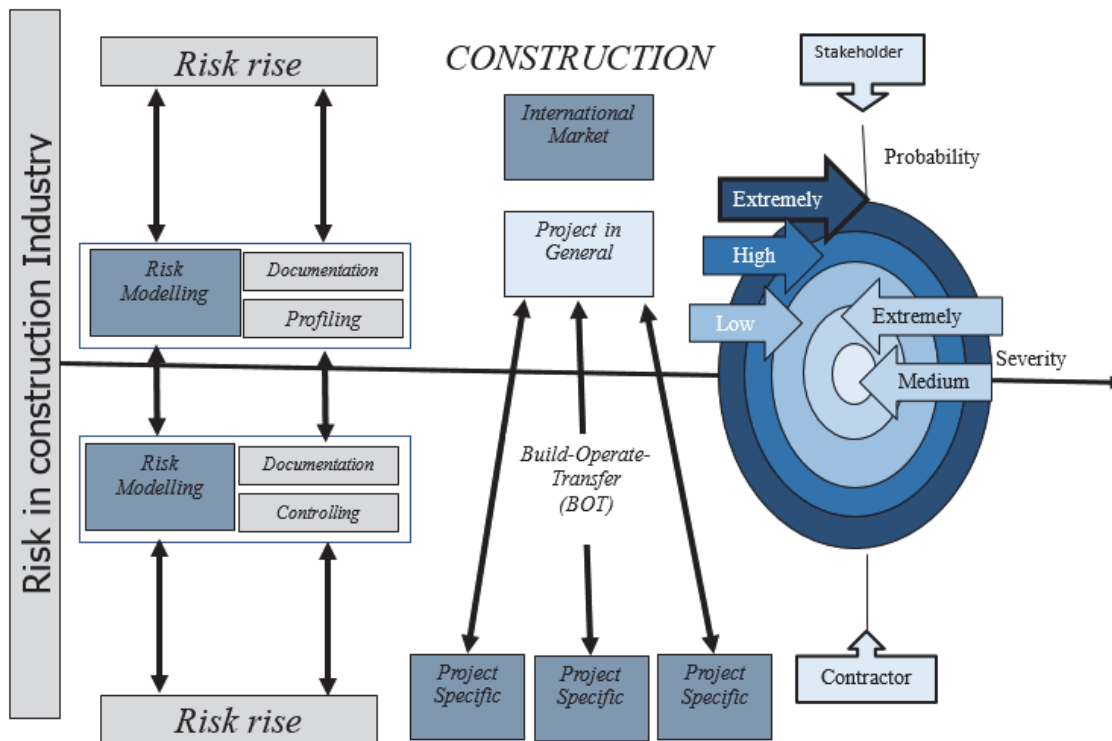 Risk in construction Industry
Risk rise
Risk
Modelling
Documentation
Profiling
Risk
Modelling
Documentation
Controlling
Risk rise
CONSTRUCTION
International
Market
Project in
General
Build-Operate-
Transfer
(BOT)
Project
Specific
Project
Specific
Project
Specific
Stakeholder
Probability
Extremely
High
Low
Extremely
Severity
Medium
Contractor